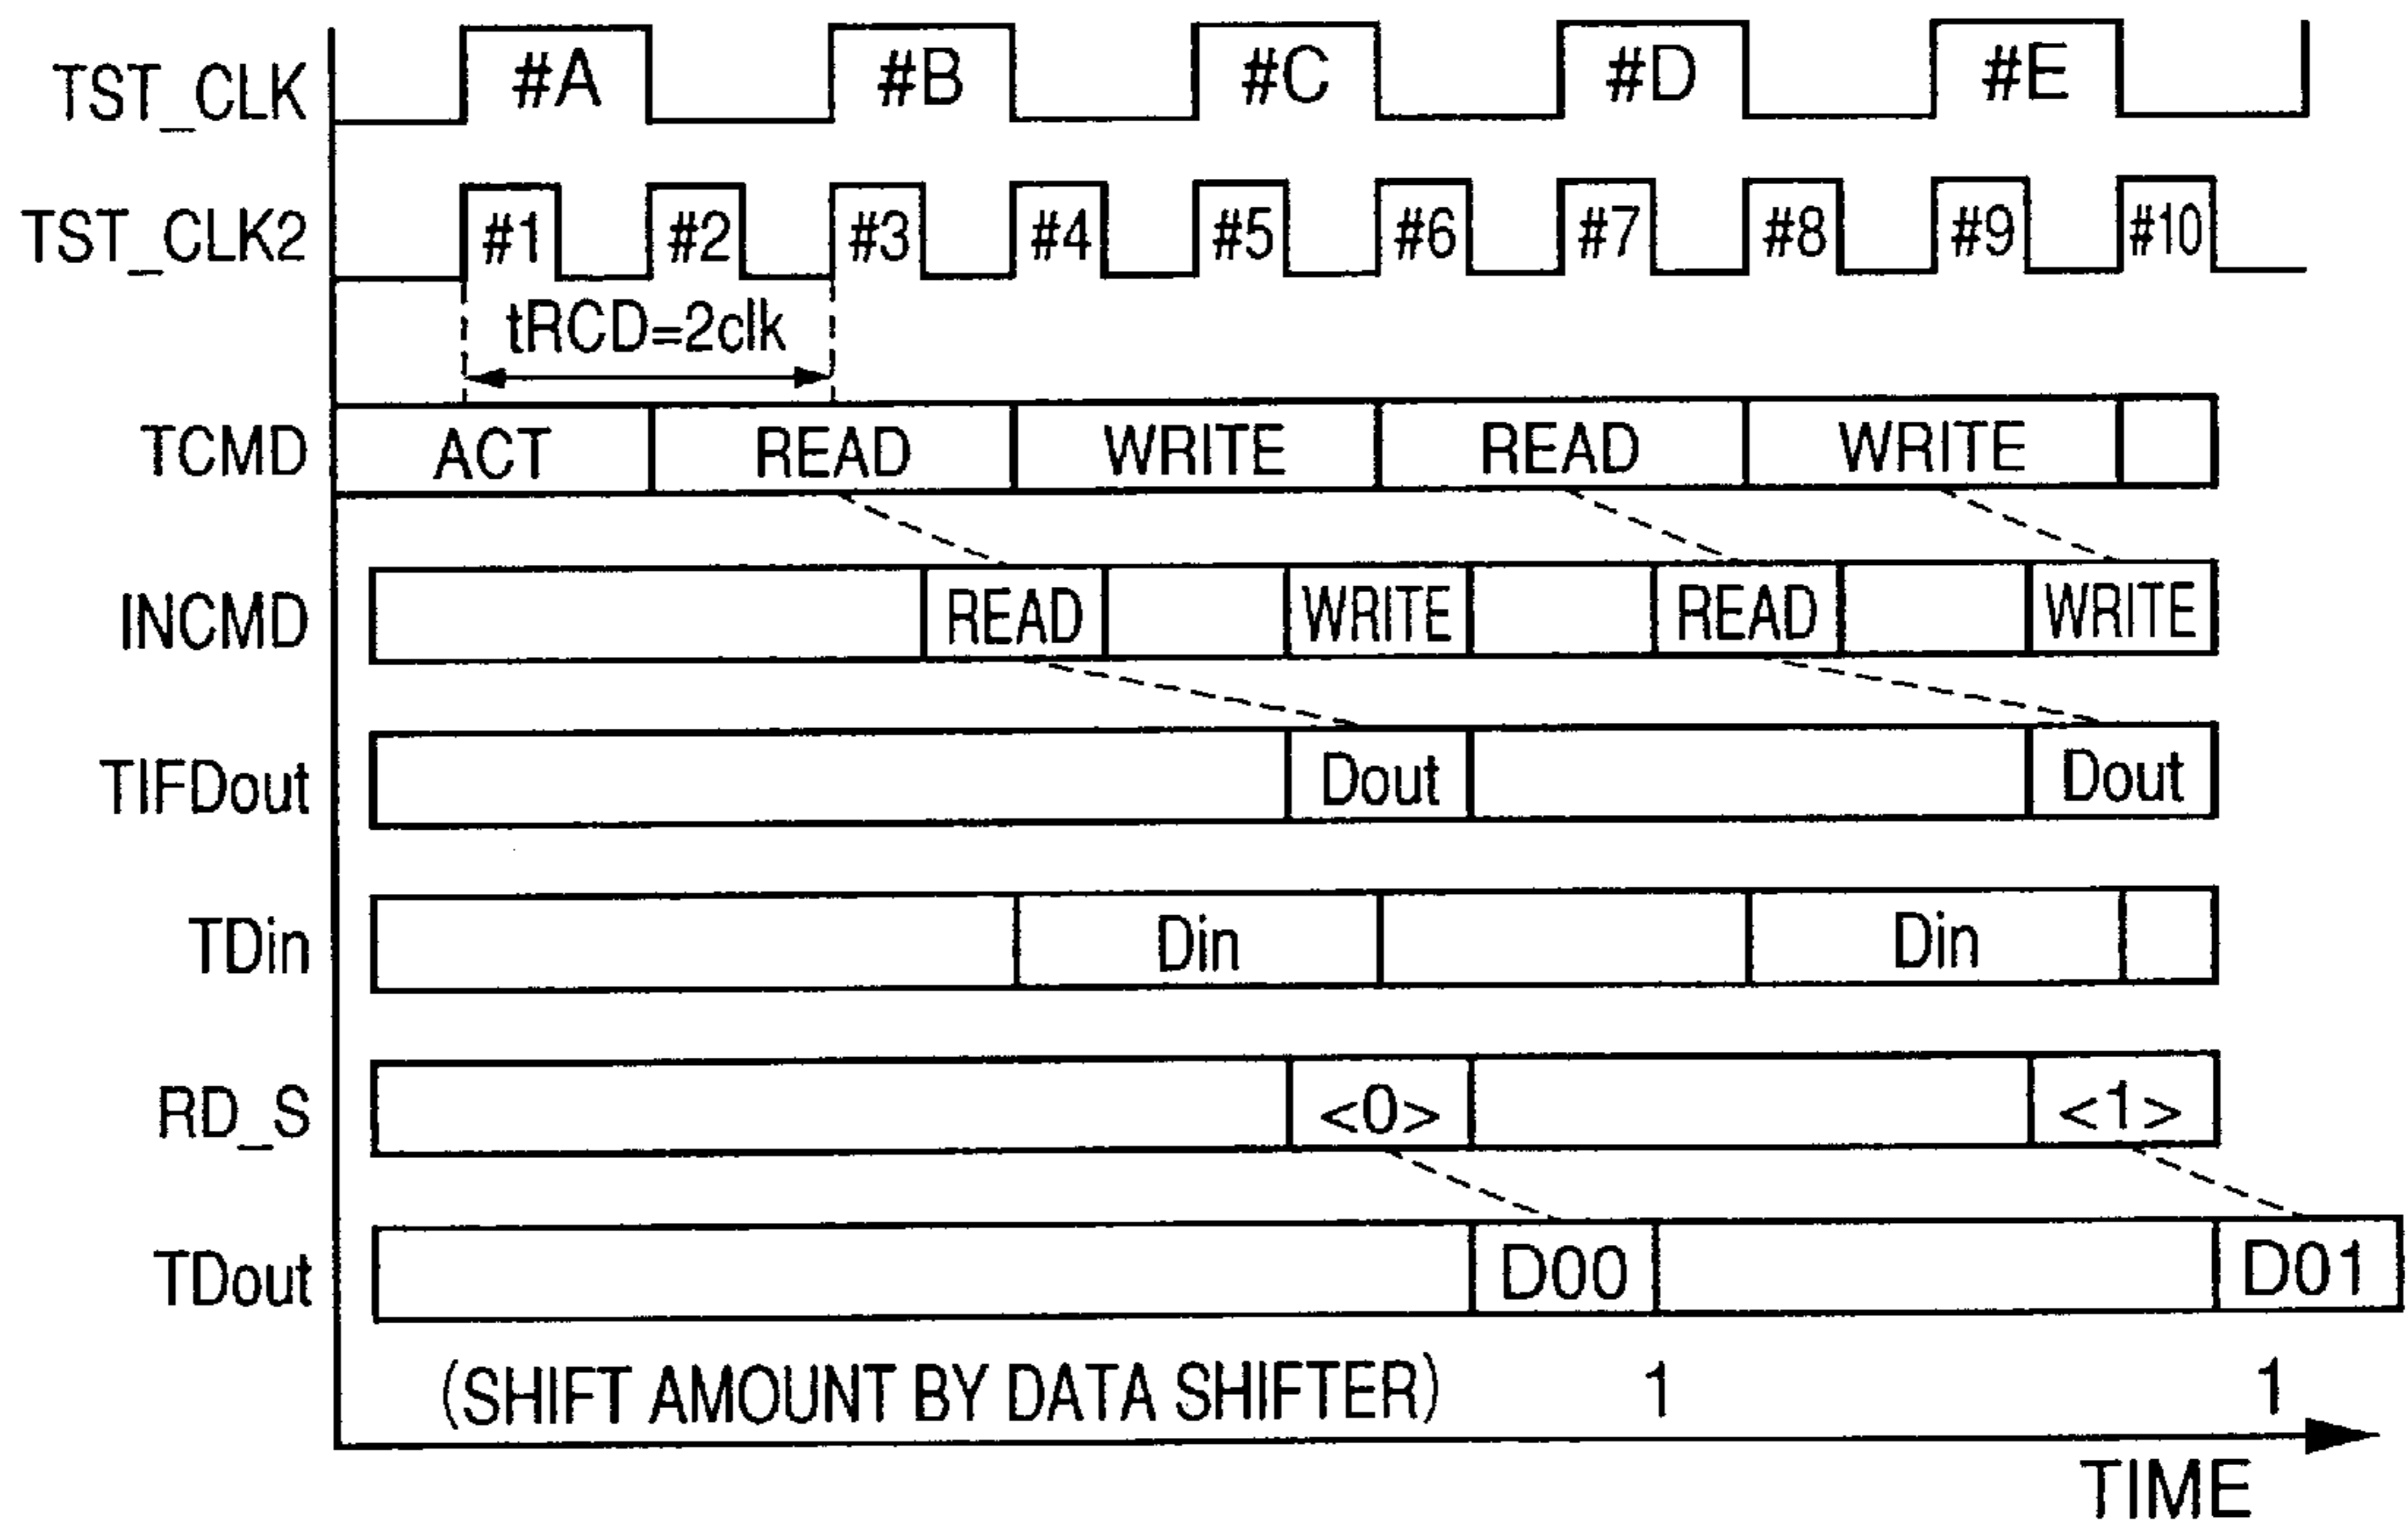 TST_CLK #A #B #C #D #E
TST_CLK2 #1 #2 #3 #4 #5 #6 #7 #8 #9 #10
tRCD=2clk
TCMD ACT READ WRITE READ WRITE
INCMD READ WRITE READ WRITE
TIFDout Dout Dout
TDin Din Din
RD_S <0> <1>
TDout D00 D01
(SHIFT AMOUNT BY DATA SHIFTER) 1 1
TIME